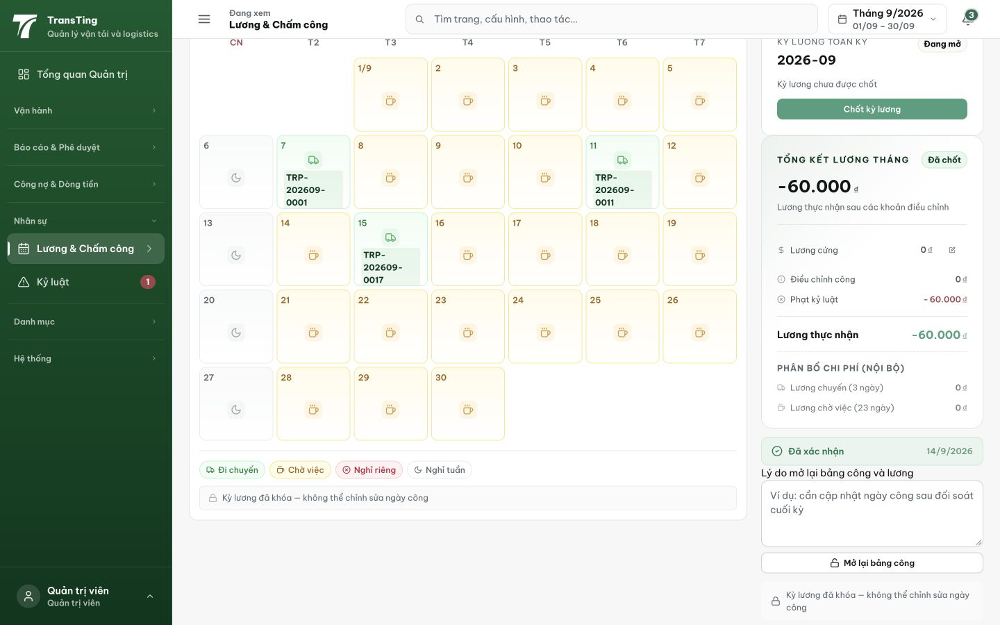 TransTing
Quản lý vận tải và logistics
Tổng quan Quản trị
Vận hành
Báo cáo & Phê duyệt
Công nợ & Dòng tiền
Nhân sự
Lương & Chấm công
Kỷ luật
1
Danh mục
Hệ thống
Quản trị viên
Quản trị viên
Đang xem
Lương & Chấm công
Tìm trang, cấu hình, thao tác...
Tháng 9/2026
01/09 – 30/09
3
CN T2 T3 T4 T5 T6 T7
1/9 2 3 4 5
6 7 8 9 10 11 12
TRP-
202609-
0001
TRP-
202609-
0011
13 14 15 16 17 18 19
TRP-
202609-
0017
20 21 22 23 24 25 26
27 28 29 30
Đi chuyến
Chờ việc
Nghỉ riêng
Nghỉ tuần
Kỳ lương đã khóa — không thể chỉnh sửa ngày công
KỲ LƯƠNG TOÀN KỲ
Đang mở
2026-09
Kỳ lương chưa được chốt
Chốt kỳ lương
TỔNG KẾT LƯƠNG THÁNG
Đã chốt
-60.000 ₫
Lương thực nhận sau các khoản điều chỉnh
Lương cứng 0 ₫
Điều chỉnh công 0 ₫
Phạt kỷ luật - 60.000 ₫
Lương thực nhận -60.000 ₫
PHÂN BỔ CHI PHÍ (NỘI BỘ)
Lương chuyến (3 ngày) 0 ₫
Lương chờ việc (23 ngày) 0 ₫
Đã xác nhận 14/9/2026
Lý do mở lại bảng công và lương
Ví dụ: cần cập nhật ngày công sau đối soát
cuối kỳ
Mở lại bảng công
Kỳ lương đã khóa — không thể chỉnh sửa ngày
công